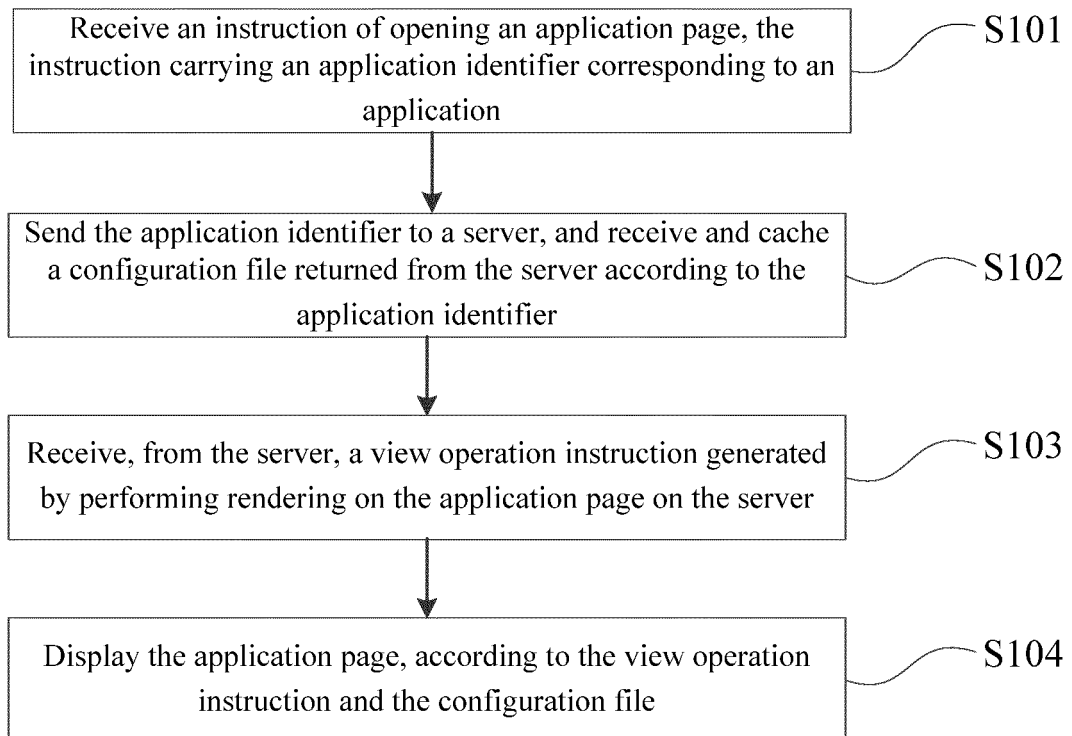 Receive an instruction of opening an application page, the
instruction carrying an application identifier corresponding to an
application
S101
Send the application identifier to a server, and receive and cache
a configuration file returned from the server according to the
application identifier
S102
Receive, from the server, a view operation instruction generated
by performing rendering on the application page on the server
S103
Display the application page, according to the view operation
instruction and the configuration file
S104